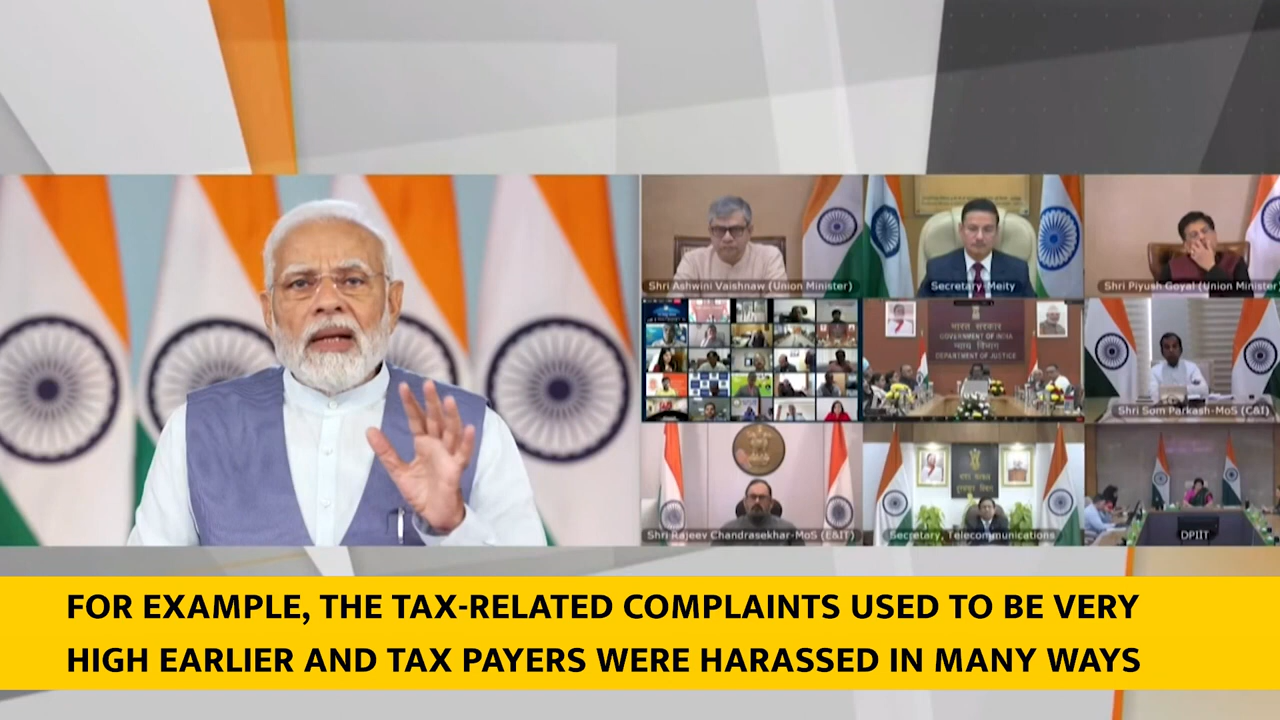 Shri Ashwini Vaishnaw (Union Minister)
Secretary-Meity
Shri Piyush Goyal (Union Minister)
भारत सरकार
GOVERNMENT OF INDIA
न्याय विभाग
DEPARTMENT OF JUSTICE
Shri Som Parkash-MoS (C&I)
Shri Rajeev Chandrasekhar-MoS (E&IT)
Secretary, Telecommunications
DPIIT
FOR EXAMPLE, THE TAX-RELATED COMPLAINTS USED TO BE VERY
HIGH EARLIER AND TAX PAYERS WERE HARASSED IN MANY WAYS